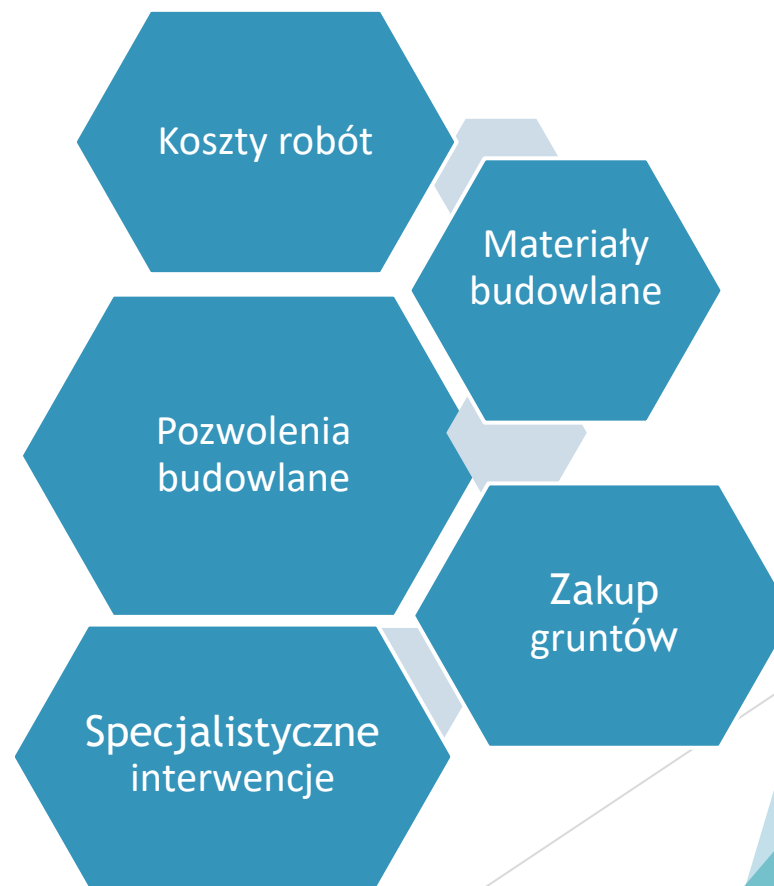 Koszty robót
Materiały
budowlane
Pozwolenia
budowlane
Zakup
gruntów
Specjalistyczne
interwencje